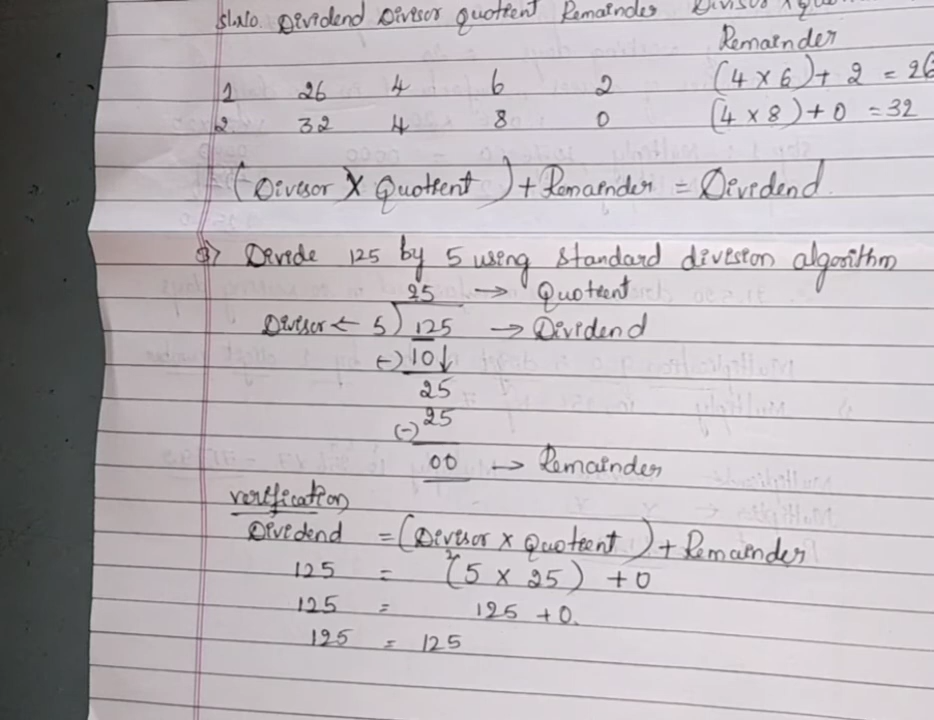 Sl.No. Dividend Divisor Quotient Remainder Divisor x
Remainder
1 26 4 6 2 (4 x 6) + 2 = 26
2 32 4 8 0 (4 x 8) + 0 = 32
(Divisor x Quotient) + Remainder = Dividend
3) Devide 125 by 5 using standard division algorithm
25 → Quotient
Divisor ← 5) 125 → Dividend
(-) 10↓
25
(-) 25
00 → Remainder
verification
Dividend = (Divisor x Quotient) + Remainder
125 = (5 x 25) + 0
125 = 125 + 0.
125 = 125